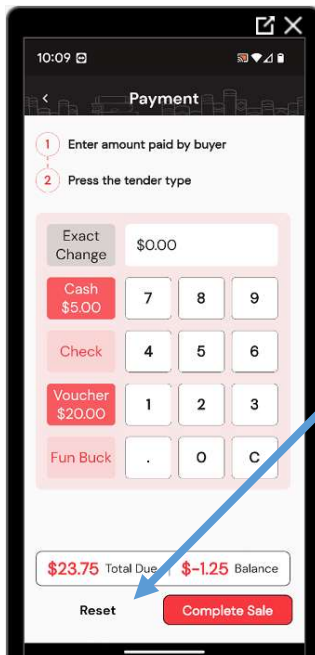 10:09
Payment
1 Enter amount paid by buyer
2 Press the tender type
Exact
Change
$0.00
Cash
$5.00
7 8 9
Check 4 5 6
Voucher
$20.00
1 2 3
Fun Buck . 0 C
$23.75 Total Due $-1.25 Balance
Reset Complete Sale